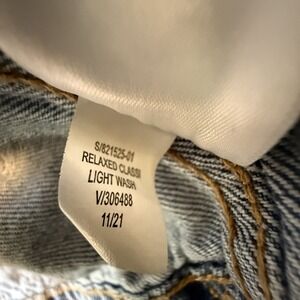 S/821525-01
RELAXED CLASSI
LIGHT WASH
V/306488
11/21